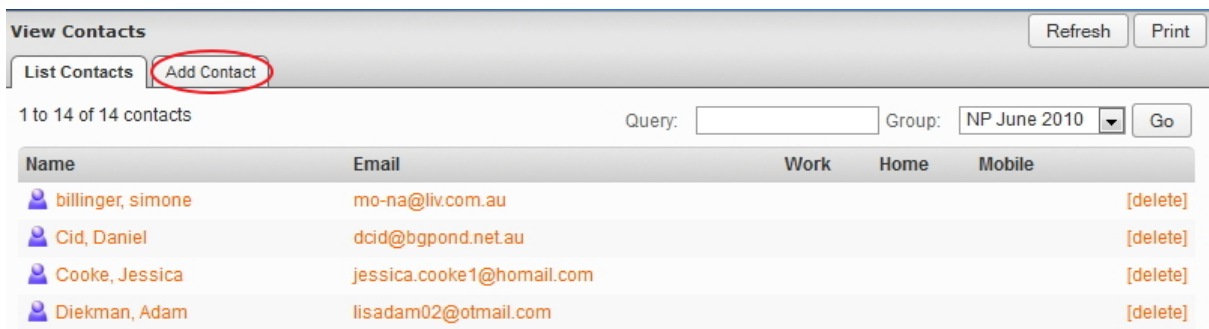 View Contacts Refresh Print
List Contacts Add Contact
1 to 14 of 14 contacts Query: Group: NP June 2010 Go
Name Email Work Home Mobile
billinger, simone mo-na@liv.com.au [delete]
Cid, Daniel dcid@bgpond.net.au [delete]
Cooke, Jessica jessica.cooke1@homail.com [delete]
Diekman, Adam lisadam02@otmail.com [delete]